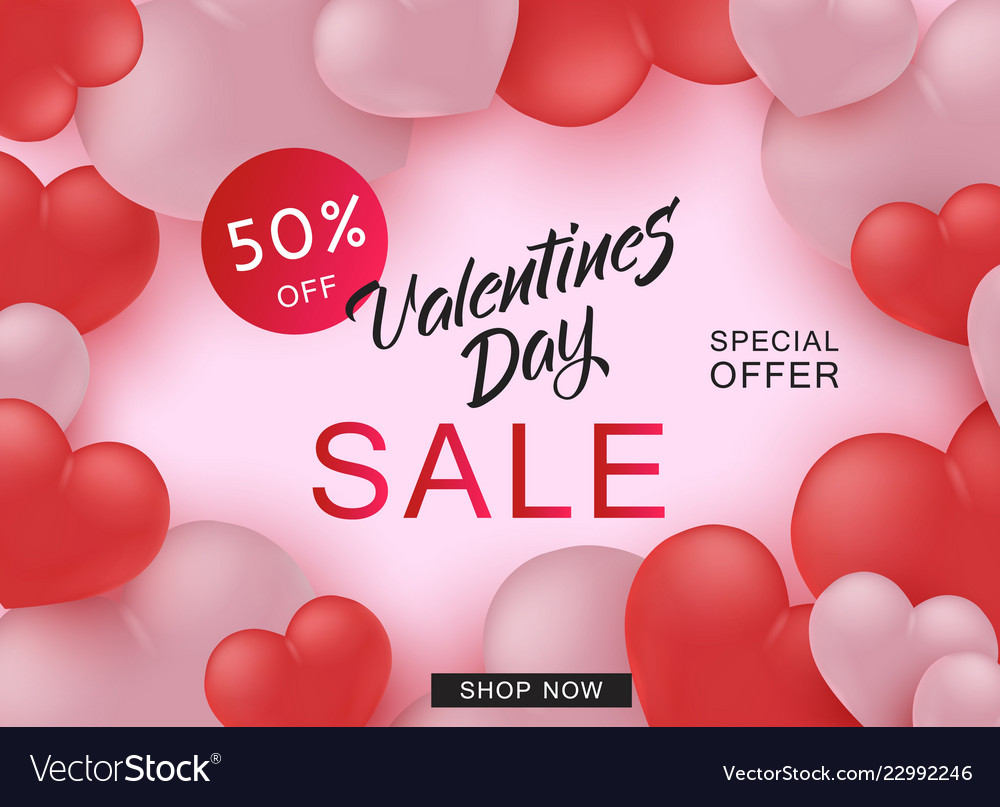 50%
OFF
Valentines
Day
SPECIAL
OFFER
SALE
SHOP NOW
VectorStock®
VectorStock.com/22992246